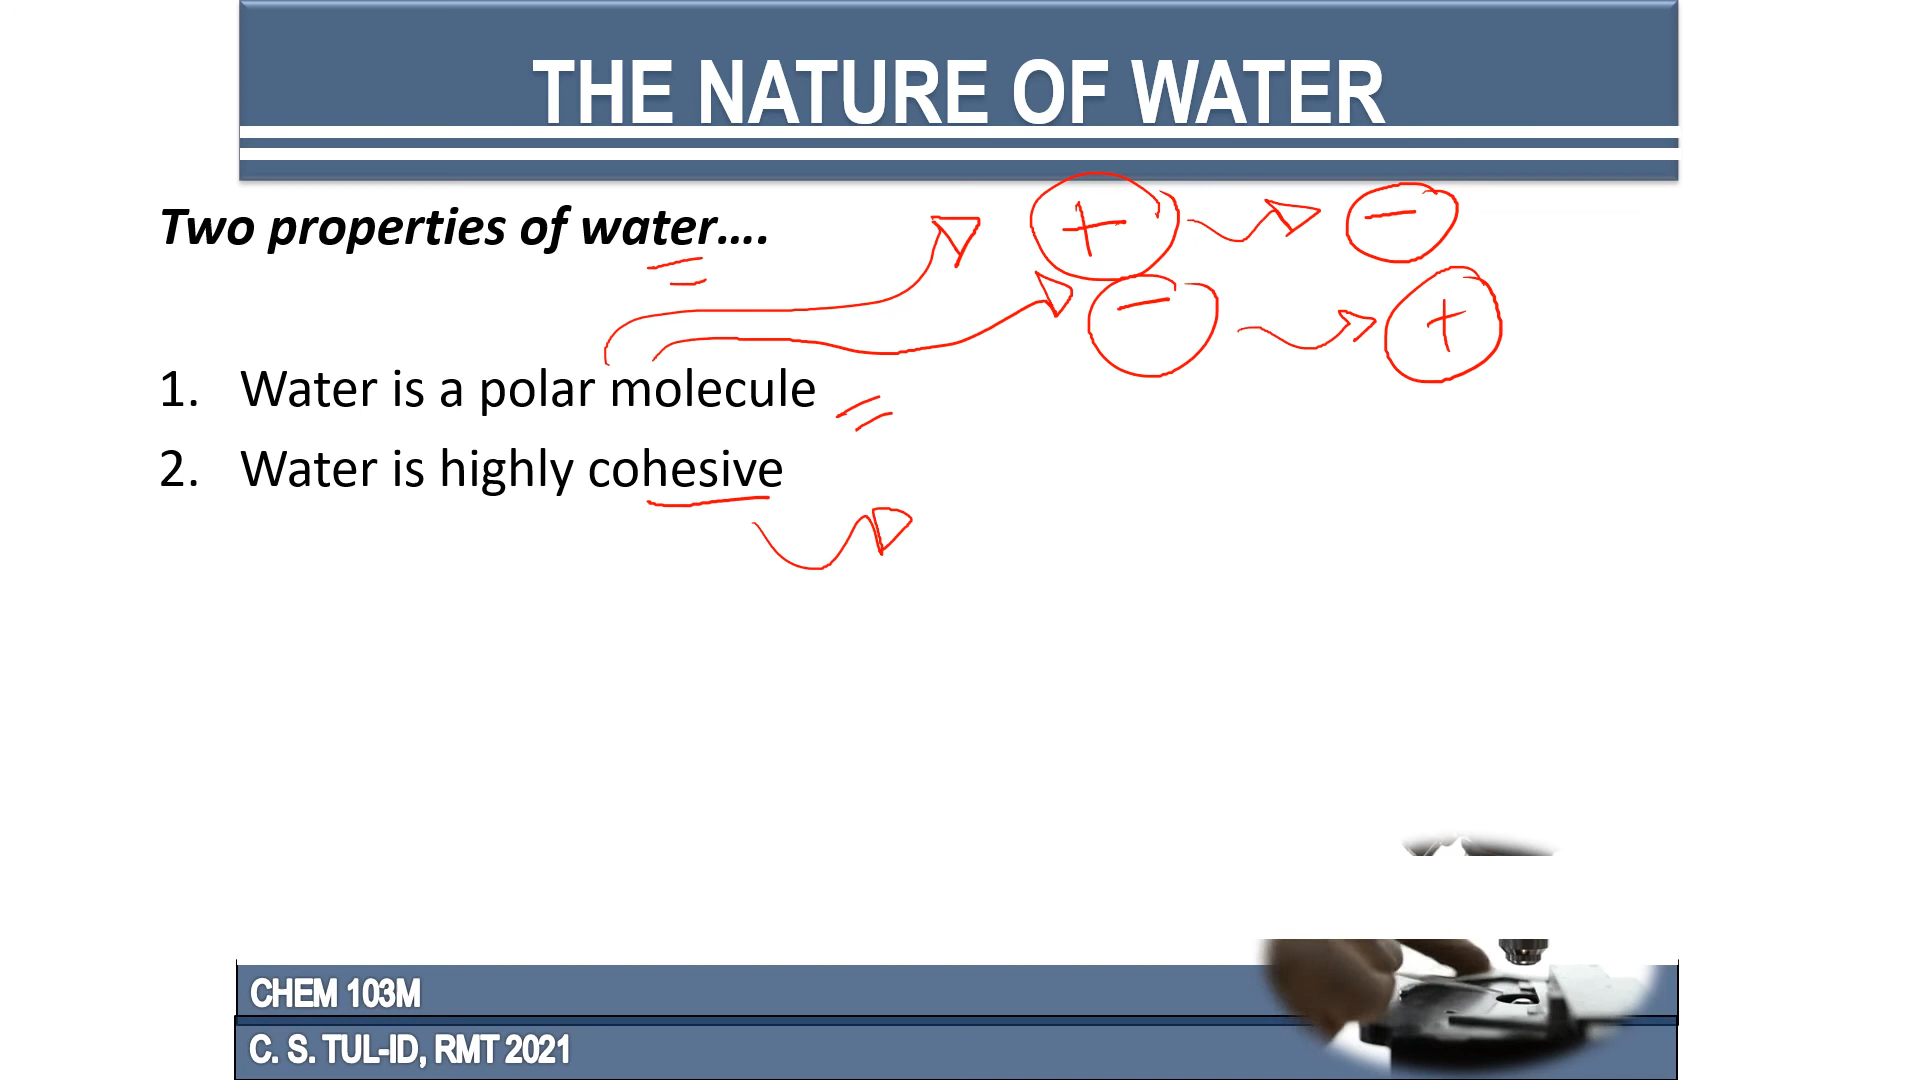 THE NATURE OF WATER
Two properties of water....
+ → −
− → +
1. Water is a polar molecule
2. Water is highly cohesive
CHEM 103M
C. S. TUL-ID, RMT 2021